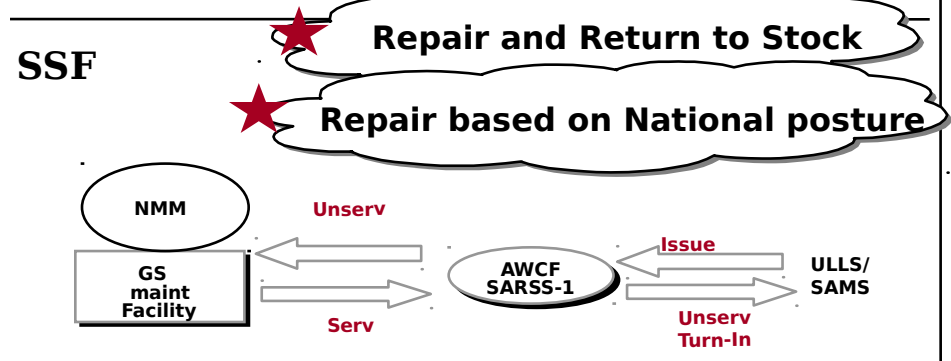 Repair and Return to Stock
SSF
Repair based on National posture
NMM
Unserv
Issue
GS
maint
Facility
AWCF
SARSS-1
ULLS/
SAMS
Serv
Unserv
Turn-In